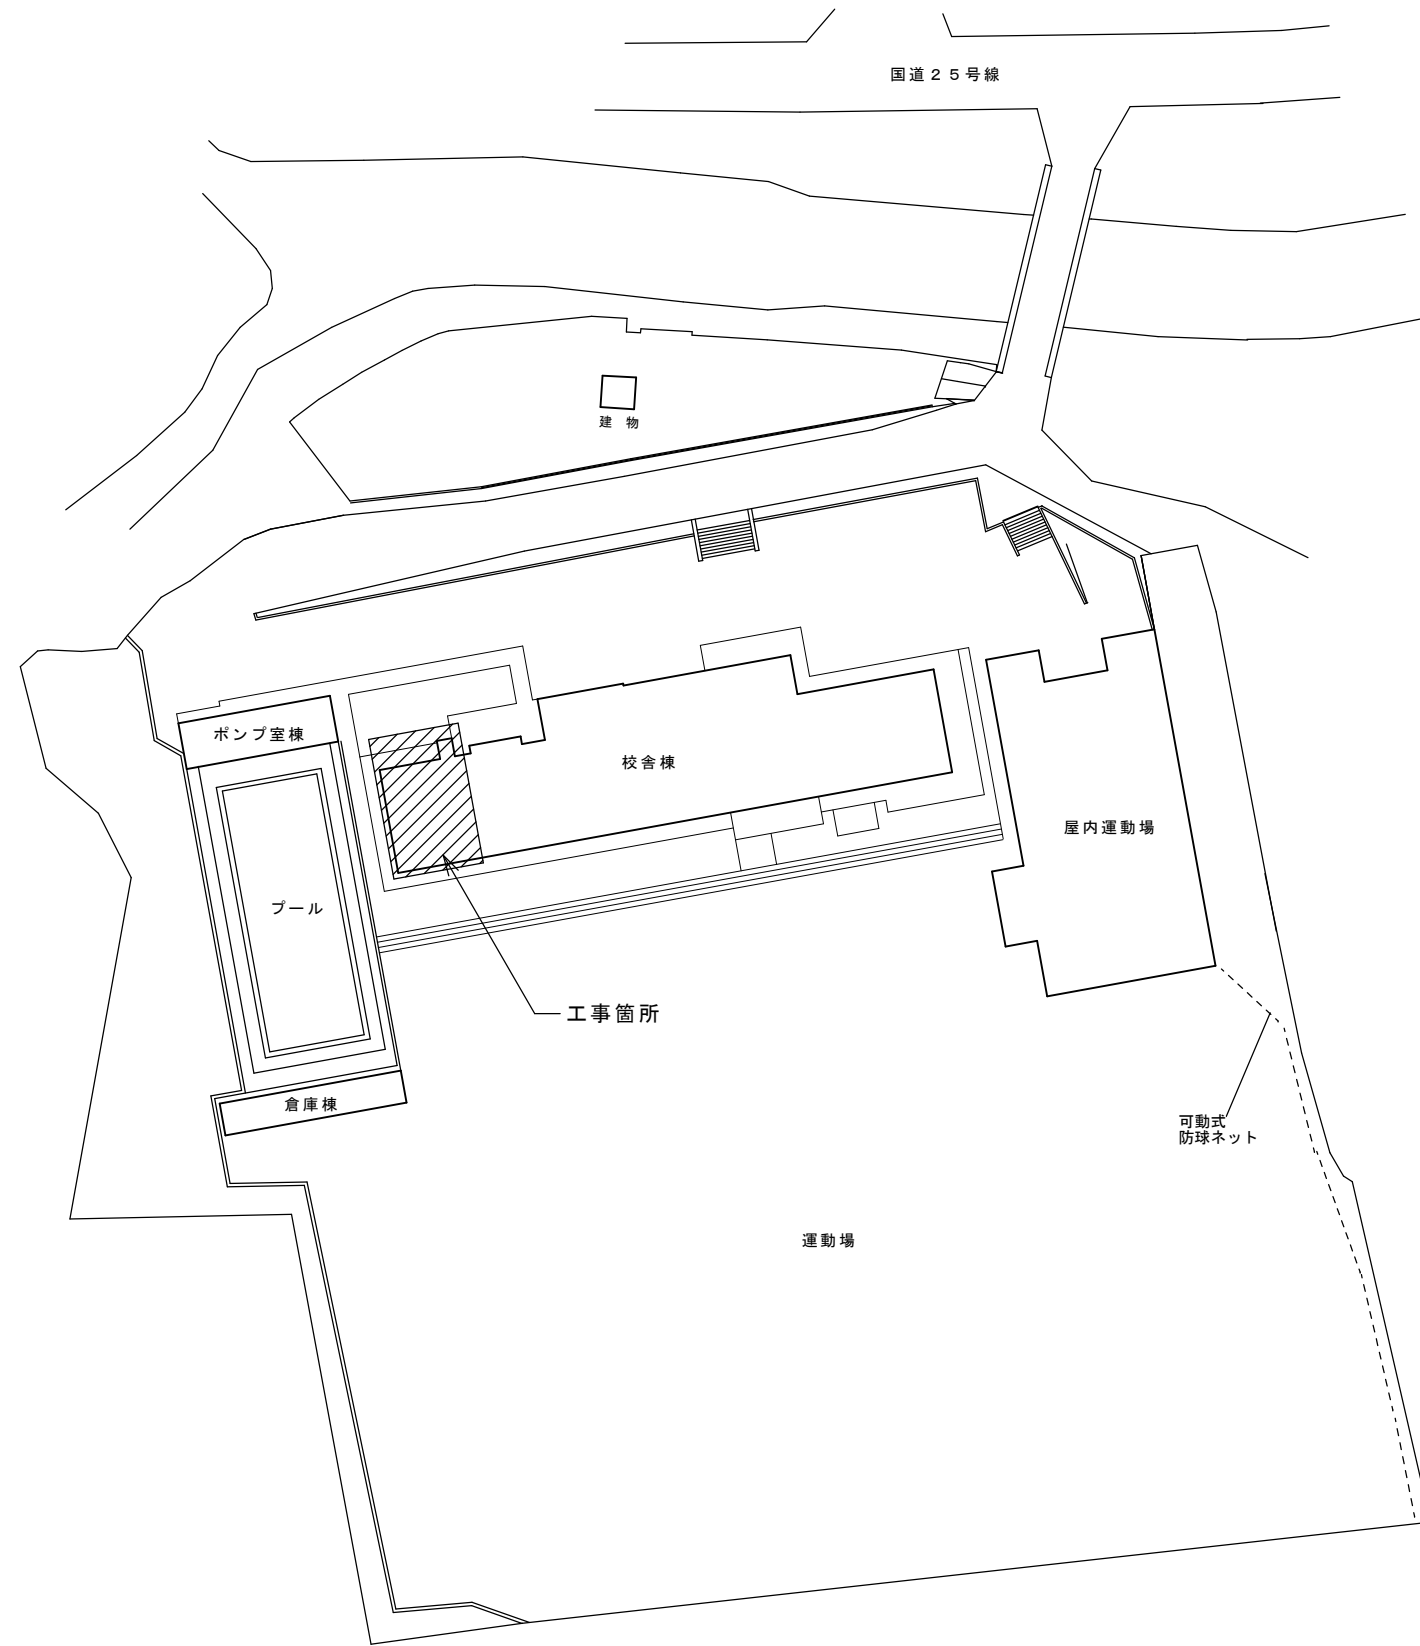 国道２５号線
建 物
ポンプ室棟
校舎棟
屋内運動場
プール
工事箇所
倉庫棟
可動式
防球ネット
運動場